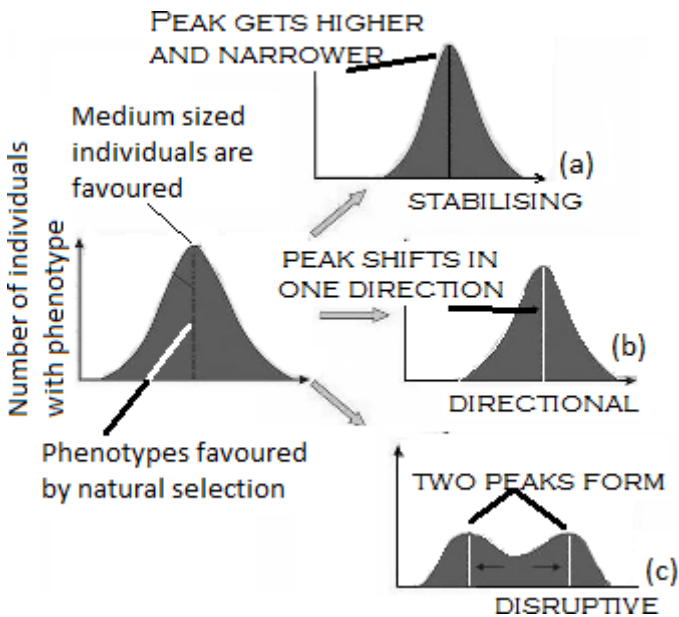 PEAK GETS HIGHER
AND NARROWER
Medium sized
individuals are
favoured
(a)
STABILISING
Number of individuals
with phenotype
PEAK SHIFTS IN
ONE DIRECTION
(b)
DIRECTIONAL
Phenotypes favoured
by natural selection
TWO PEAKS FORM
(c)
DISRUPTIVE